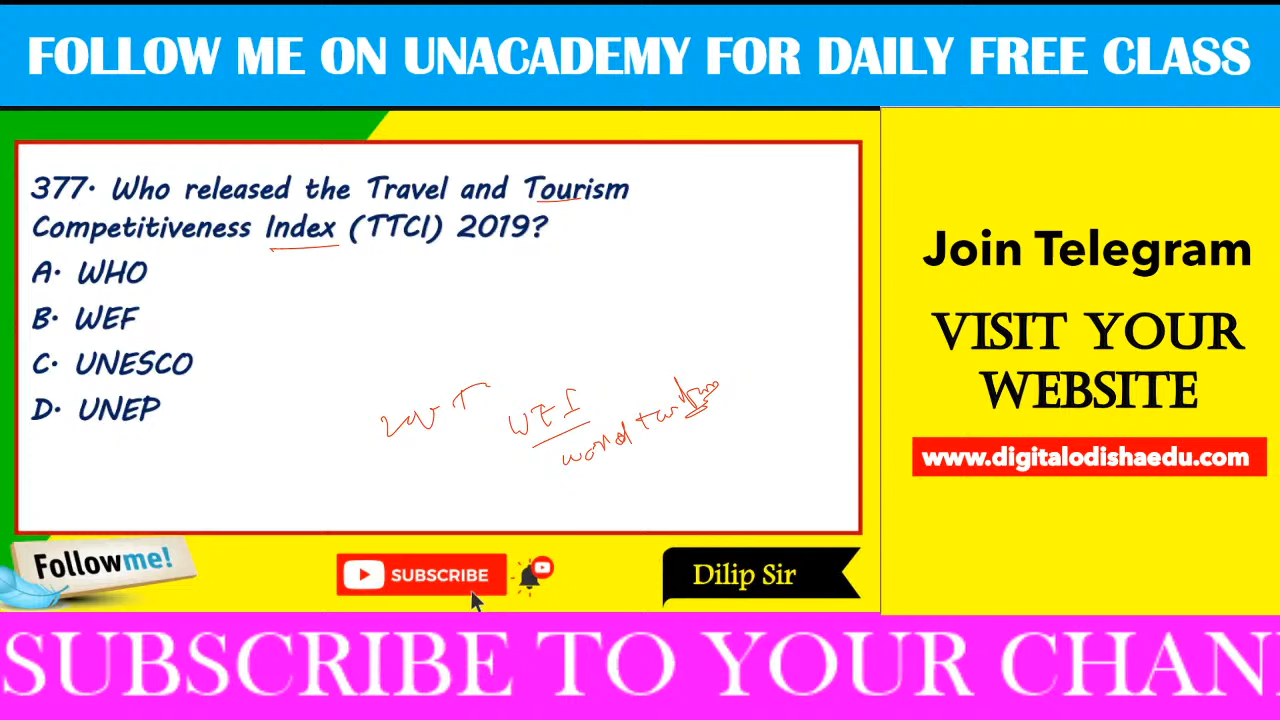 FOLLOW ME ON UNACADEMY FOR DAILY FREE CLASS
377. Who released the Travel and Tourism
Competitiveness Index (TTCI) 2019?
A. WHO
B. WEF
C. UNESCO
D. UNEP
Join Telegram
VISIT YOUR
WEBSITE
www.digitalodishaedu.com
Followme!
SUBSCRIBE
Dilip Sir
SUBSCRIBE TO YOUR CHAN